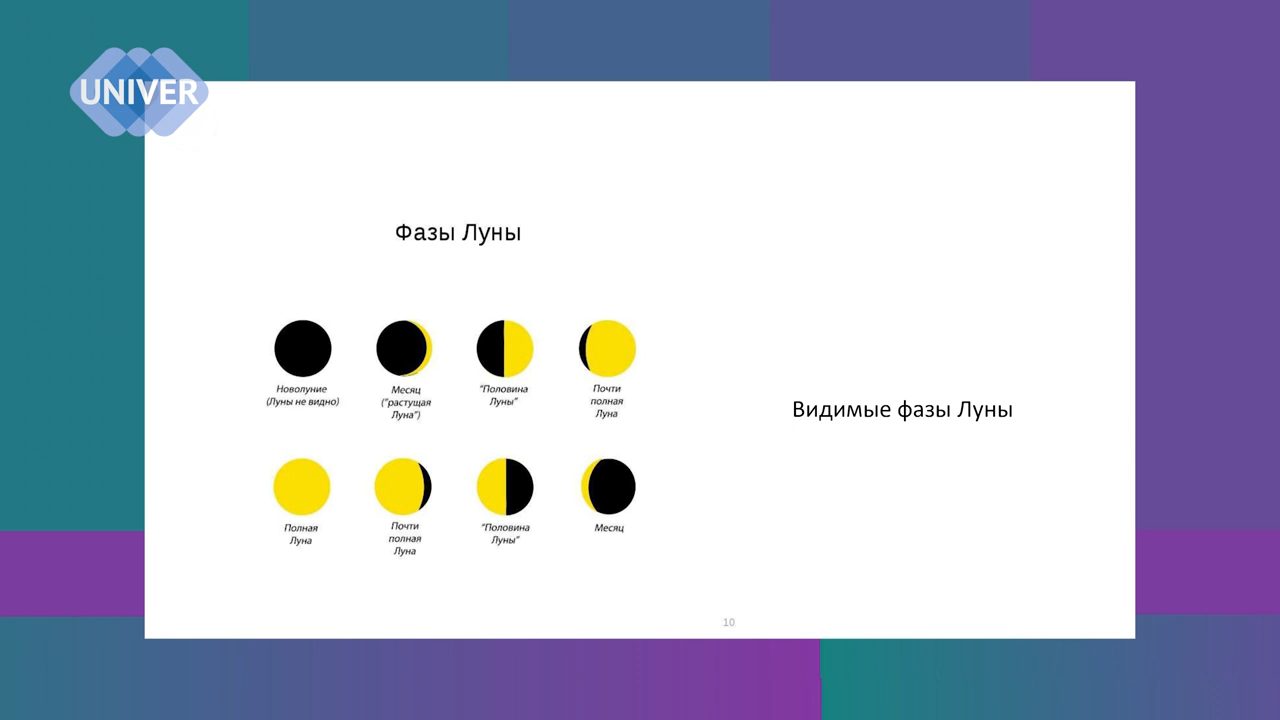 UNIVER
Фазы Луны
Новолуние
(Луны не видно)
Месяц
("растущая
Луна")
"Половина
Луны"
Почти
полная
Луна
Полная
Луна
Почти
полная
Луна
"Половина
Луны"
Месяц
Видимые фазы Луны
10